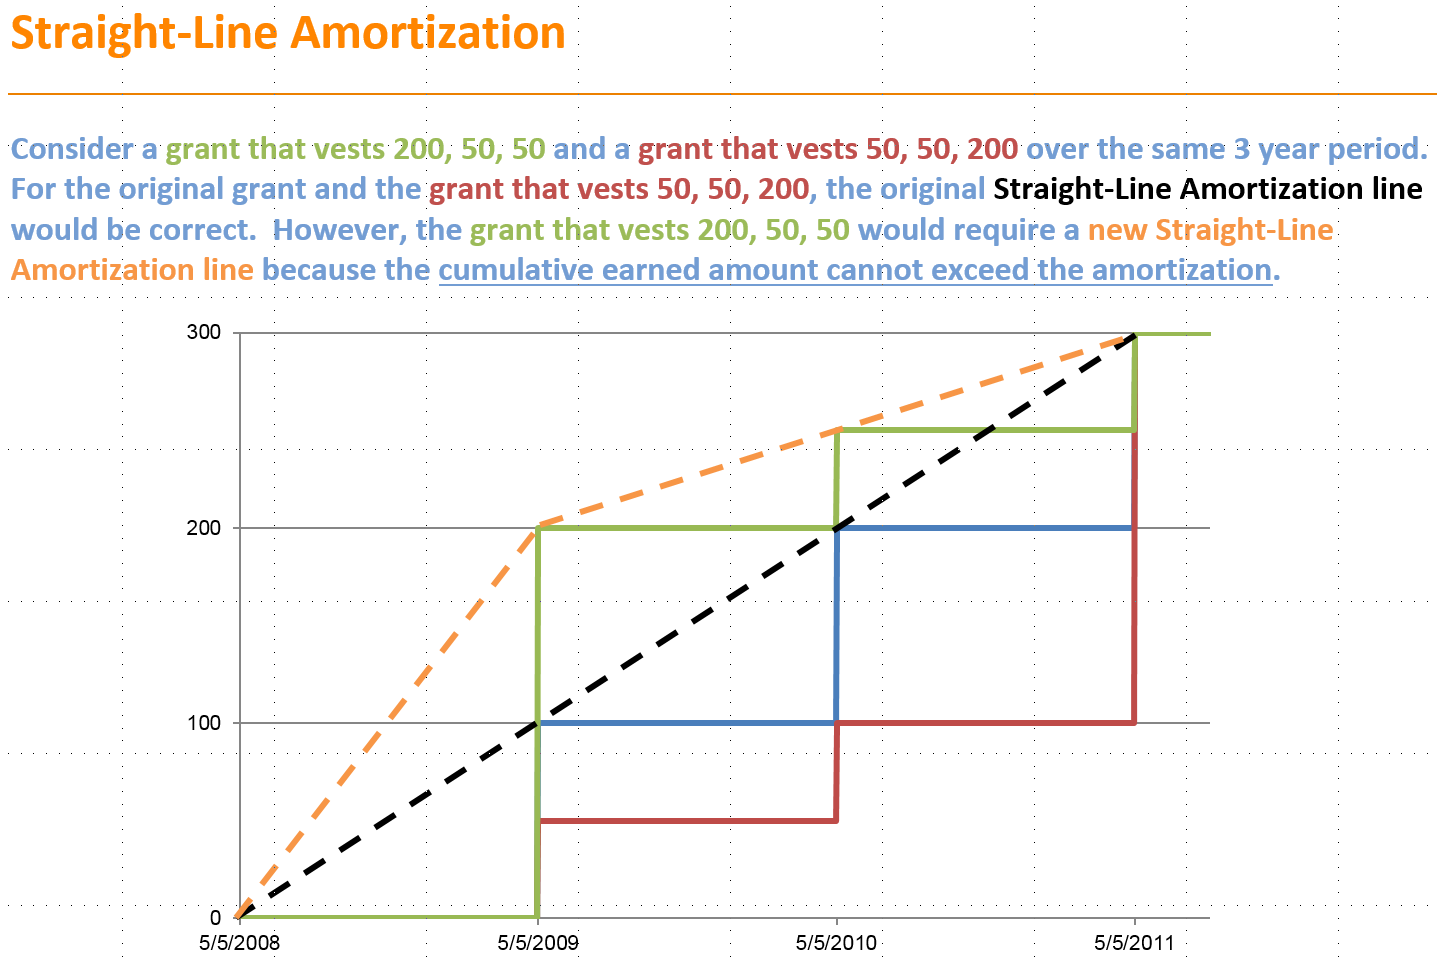 Straight-Line Amortization
Consider a grant that vests 200, 50, 50 and a grant that vests 50, 50, 200 over the same 3 year period.
For the original grant and the grant that vests 50, 50, 200, the original Straight-Line Amortization line
would be correct.  However, the grant that vests 200, 50, 50 would require a new Straight-Line
Amortization line because the cumulative earned amount cannot exceed the amortization.
300
200
100
0
5/5/2008 5/5/2009 5/5/2010 5/5/2011